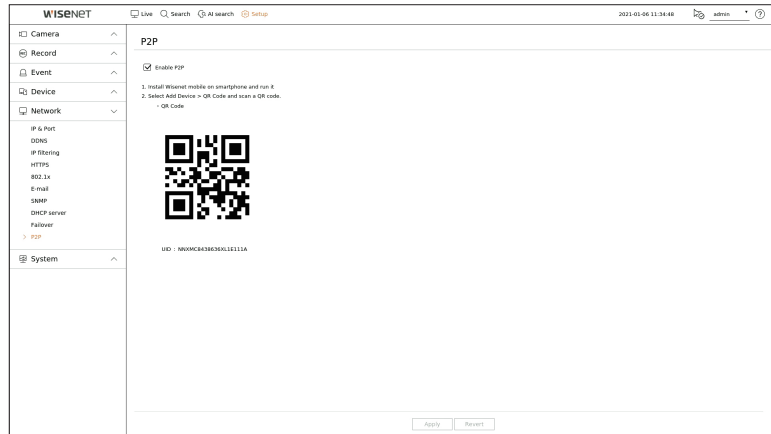 WISENET
Live Search AI search Setup 2021-01-06 11:34:48 admin ?
Camera
Record
Event
Device
Network
IP & Port
DDNS
IP filtering
HTTPS
802.1x
E-mail
SNMP
DHCP server
Failover
> P2P
System
P2P
Enable P2P
1. Install Wisenet mobile on smartphone and run it
2. Select Add Device > QR Code and scan a QR code.
- QR Code
UID : NNXMC8438636XL1E111A
Apply Revert